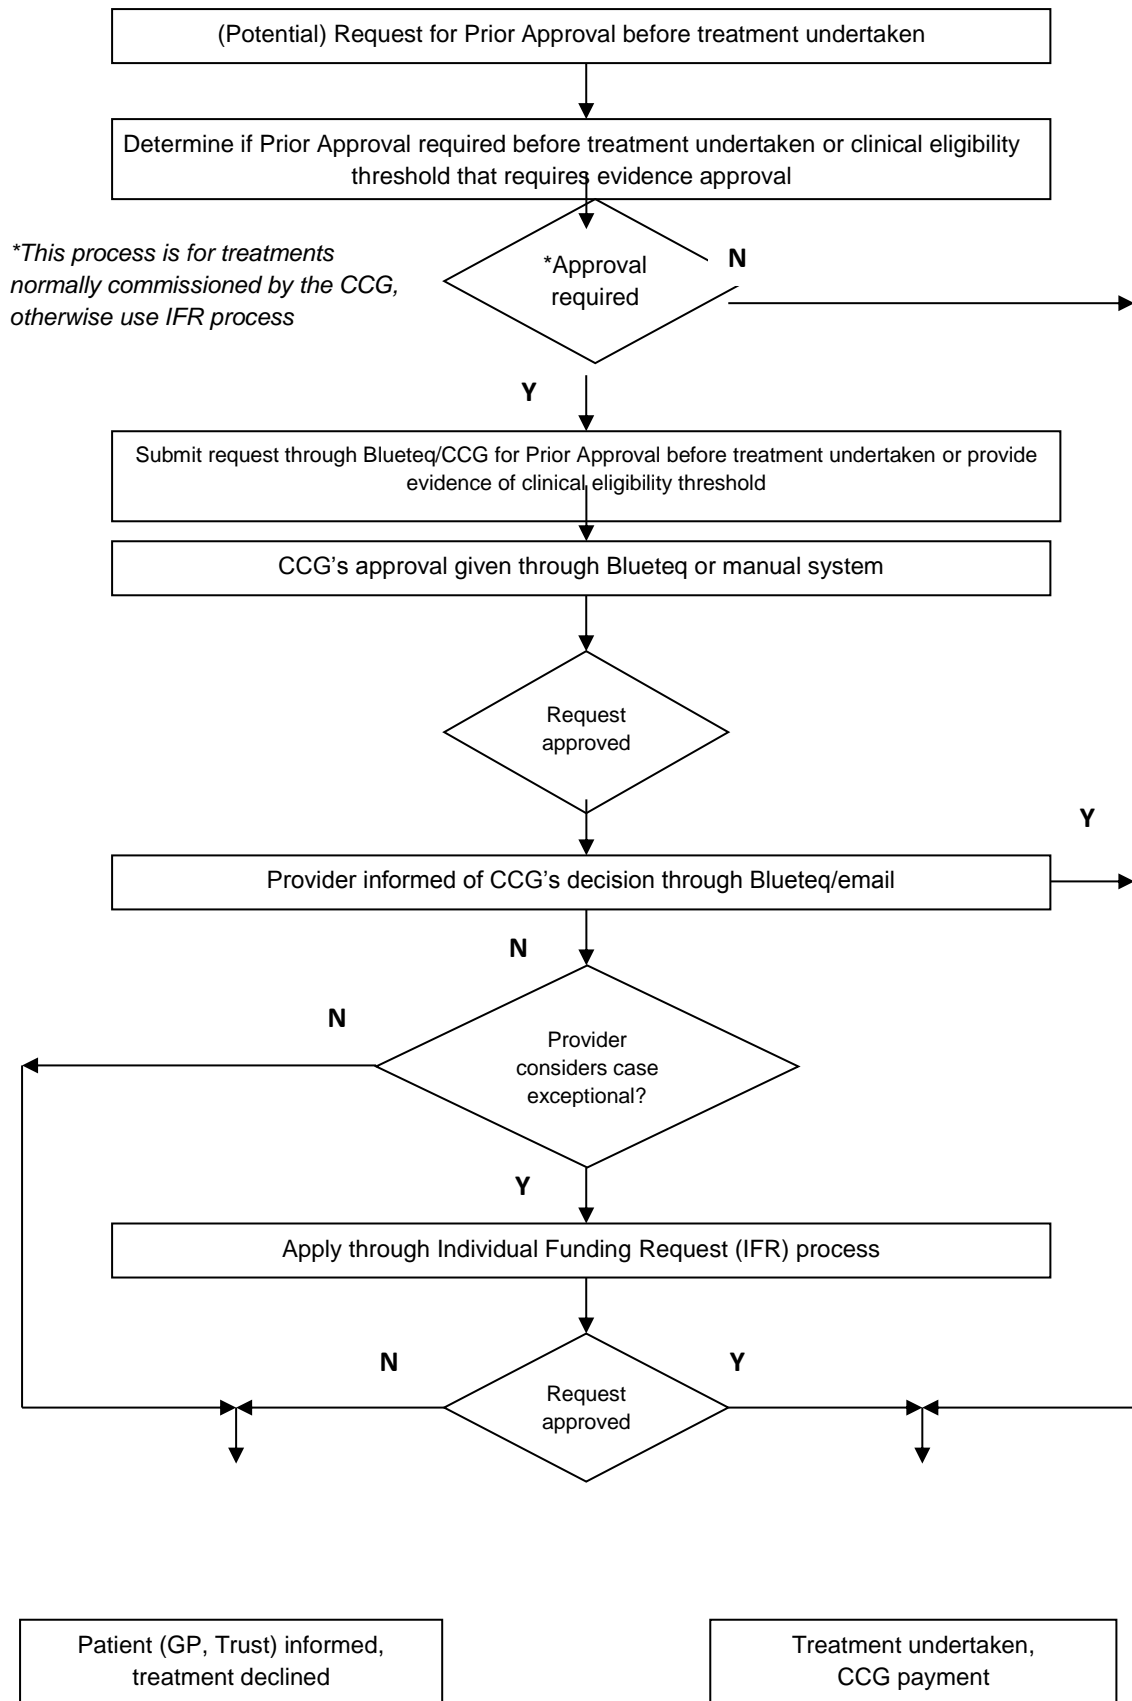 (Potential) Request for Prior Approval before treatment undertaken
Determine if Prior Approval required before treatment undertaken or clinical eligibility
threshold that requires evidence approval
*This process is for treatments
normally commissioned by the CCG,
otherwise use IFR process
*Approval
required
N
Y
Submit request through Blueteq/CCG for Prior Approval before treatment undertaken or provide
evidence of clinical eligibility threshold
CCG’s approval given through Blueteq or manual system
Request
approved
Y
Provider informed of CCG’s decision through Blueteq/email
N
N
Provider
considers case
exceptional?
Y
Apply through Individual Funding Request (IFR) process
N
Y
Request
approved
Patient (GP, Trust) informed,
treatment declined
Treatment undertaken,
CCG payment